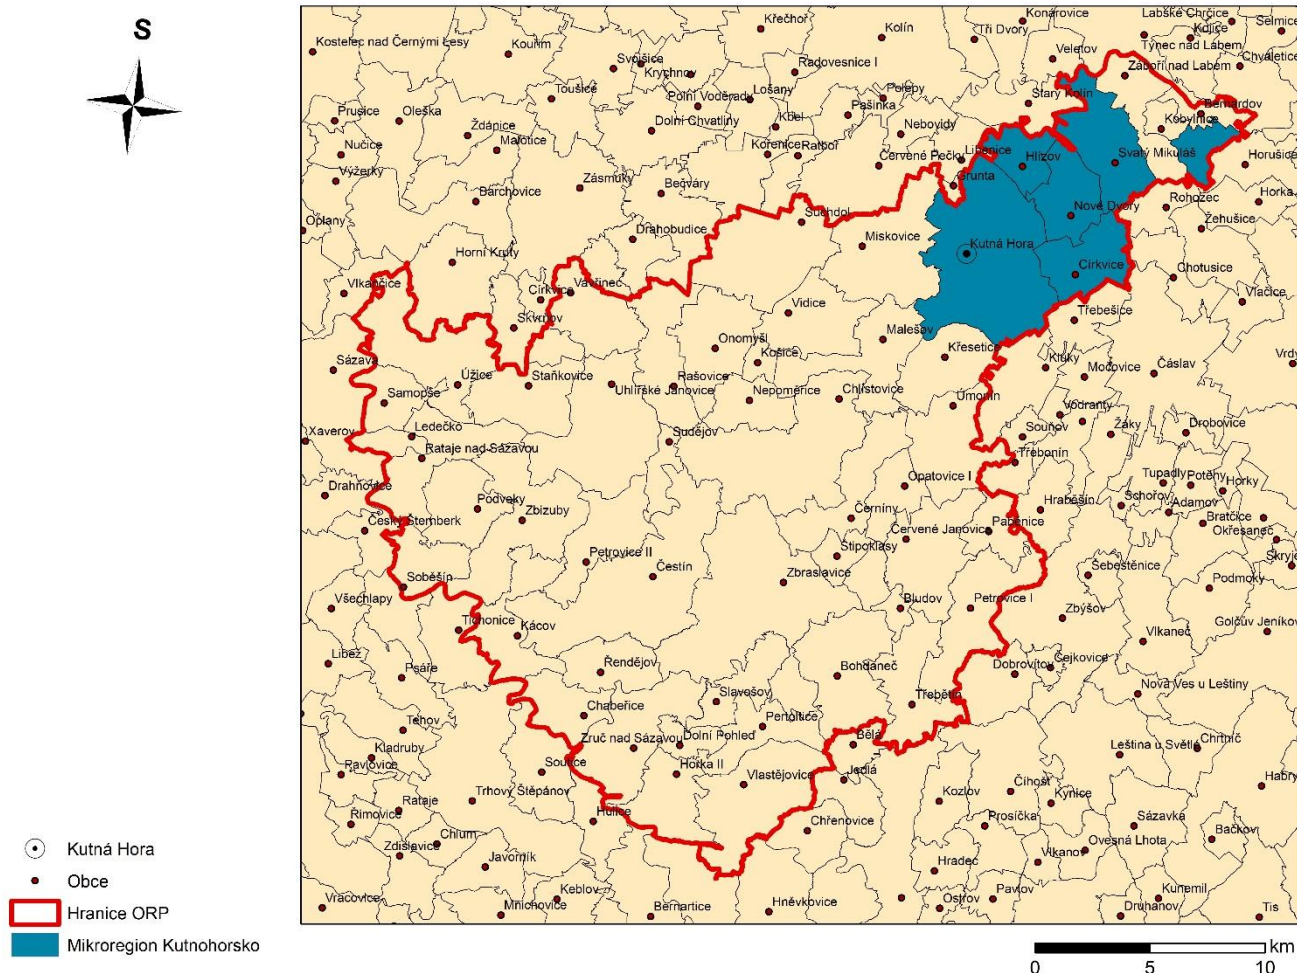 S
Křečhoř
Konárovice
Labské Chrčice
Kojice
Selmice
Kostelec nad Černými Lesy
Kouřim
Kolín
Tři Dvory
Týnec nad Labem
Svojšice
Veletov
Krychnov
Radovesnice I
Záboří nad Labem
Chvaletice
Toušice
Polní Voděrady
Lošany
Polepy
Starý Kolín
Bernardov
Prusice
Oleška
Pašinka
Kobylnice
Ždánice
Dolní Chvatliny
Nebovidy
Nučice
Malotice
Kořenice
Ratboř
Červené Pečky
Libenice
Hlízov
Svatý Mikuláš
Horušice
Výžerky
Zásmuky
Bečváry
Grunta
Barchovice
Rohozec
Horka
Oplany
Suchdol
Nové Dvory
Žehušice
Drahobudice
Miskovice
Kutná Hora
Horní Kruty
Církvice
Chotusice
Vlkančice
Církvice
Vavřinec
Vidice
Vlačice
Skvrňov
Malešov
Třebešice
Onomyšl
Křesetice
Sázava
Košice
Kluky
Močovice
Čáslav
Vrdy
Úžice
Staňkovice
Uhlířské Janovice
Rašovice
Samopše
Nepoměřice
Chlístovice
Úmonín
Vodranty
Xaverov
Ledečko
Sudějov
Souňov
Žáky
Drobovice
Rataje nad Sázavou
Třebonín
Drahňovice
Podveky
Opatovice I
Tupadly
Potěhy
Horky
Zbizuby
Černíny
Hraběšín
Schořov
Adamov
Bratčice
Český Šternberk
Červené Janovice
Paběnice
Okřesaneč
Petrovice II
Štipoklasy
Skryje
Soběšín
Čestín
Zbraslavice
Šebestěnice
Podmoky
Všechlapy
Bludov
Petrovice I
Zbýšov
Tichonice
Kácov
Vlkaneč
Golčův Jeníkov
Libež
Psáře
Řendějov
Bohdaneč
Dobrovítov
Čejkovice
Slavošov
Třebětín
Nová Ves u Leštiny
Tehov
Chabeřice
Pertoltice
Zruč nad Sázavou
Dolní Pohleď
Bělá
Leština u Světlé
Chrtníč
Kladruby
Pavlovice
Soutice
Horka II
Vlastějovice
Jedlá
Habry
Trhový Štěpánov
Kozlov
Číhošť
Kynice
Rataje
Římovice
Hulice
Chřenovice
Prosíčka
Sázavka
Bačkov
Chlum
Zdislavice
Ovesná Lhota
Kutná Hora
Javorník
Hradec
Vlkanov
Obce
Keblov
Pavlov
Kunemil
Hranice ORP
Vracovice
Mnichovice
Bernartice
Hněvkovice
Ostrov
Druhanov
Tis
Mikroregion Kutnohorsko
km
0
5
10